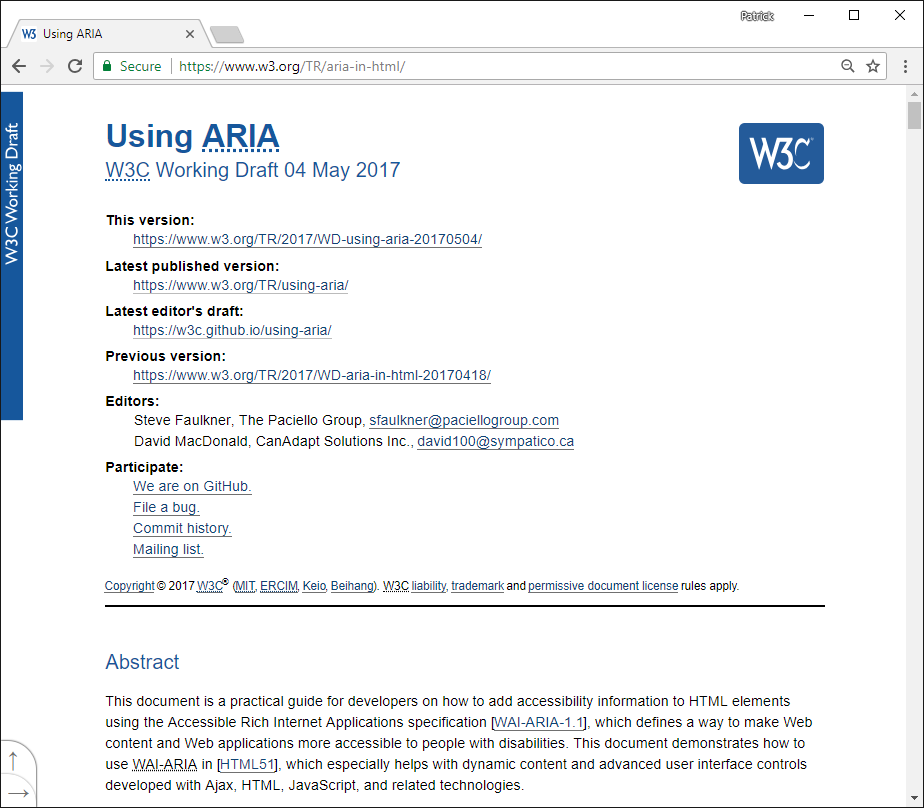 Patrick
W3 Using ARIA
Secure https://www.w3.org/TR/aria-in-html/
W3C Working Draft
Using ARIA
W3C
W3C Working Draft 04 May 2017
This version:
https://www.w3.org/TR/2017/WD-using-aria-20170504/
Latest published version:
https://www.w3.org/TR/using-aria/
Latest editor's draft:
https://w3c.github.io/using-aria/
Previous version:
https://www.w3.org/TR/2017/WD-aria-in-html-20170418/
Editors:
Steve Faulkner, The Paciello Group, sfaulkner@paciellogroup.com
David MacDonald, CanAdapt Solutions Inc., david100@sympatico.ca
Participate:
We are on GitHub.
File a bug.
Commit history.
Mailing list.
Copyright © 2017 W3C® (MIT, ERCIM, Keio, Beihang). W3C liability, trademark and permissive document license rules apply.
Abstract
This document is a practical guide for developers on how to add accessibility information to HTML elements
using the Accessible Rich Internet Applications specification [WAI-ARIA-1.1], which defines a way to make Web
content and Web applications more accessible to people with disabilities. This document demonstrates how to
use WAI-ARIA in [HTML51], which especially helps with dynamic content and advanced user interface controls
developed with Ajax, HTML, JavaScript, and related technologies.